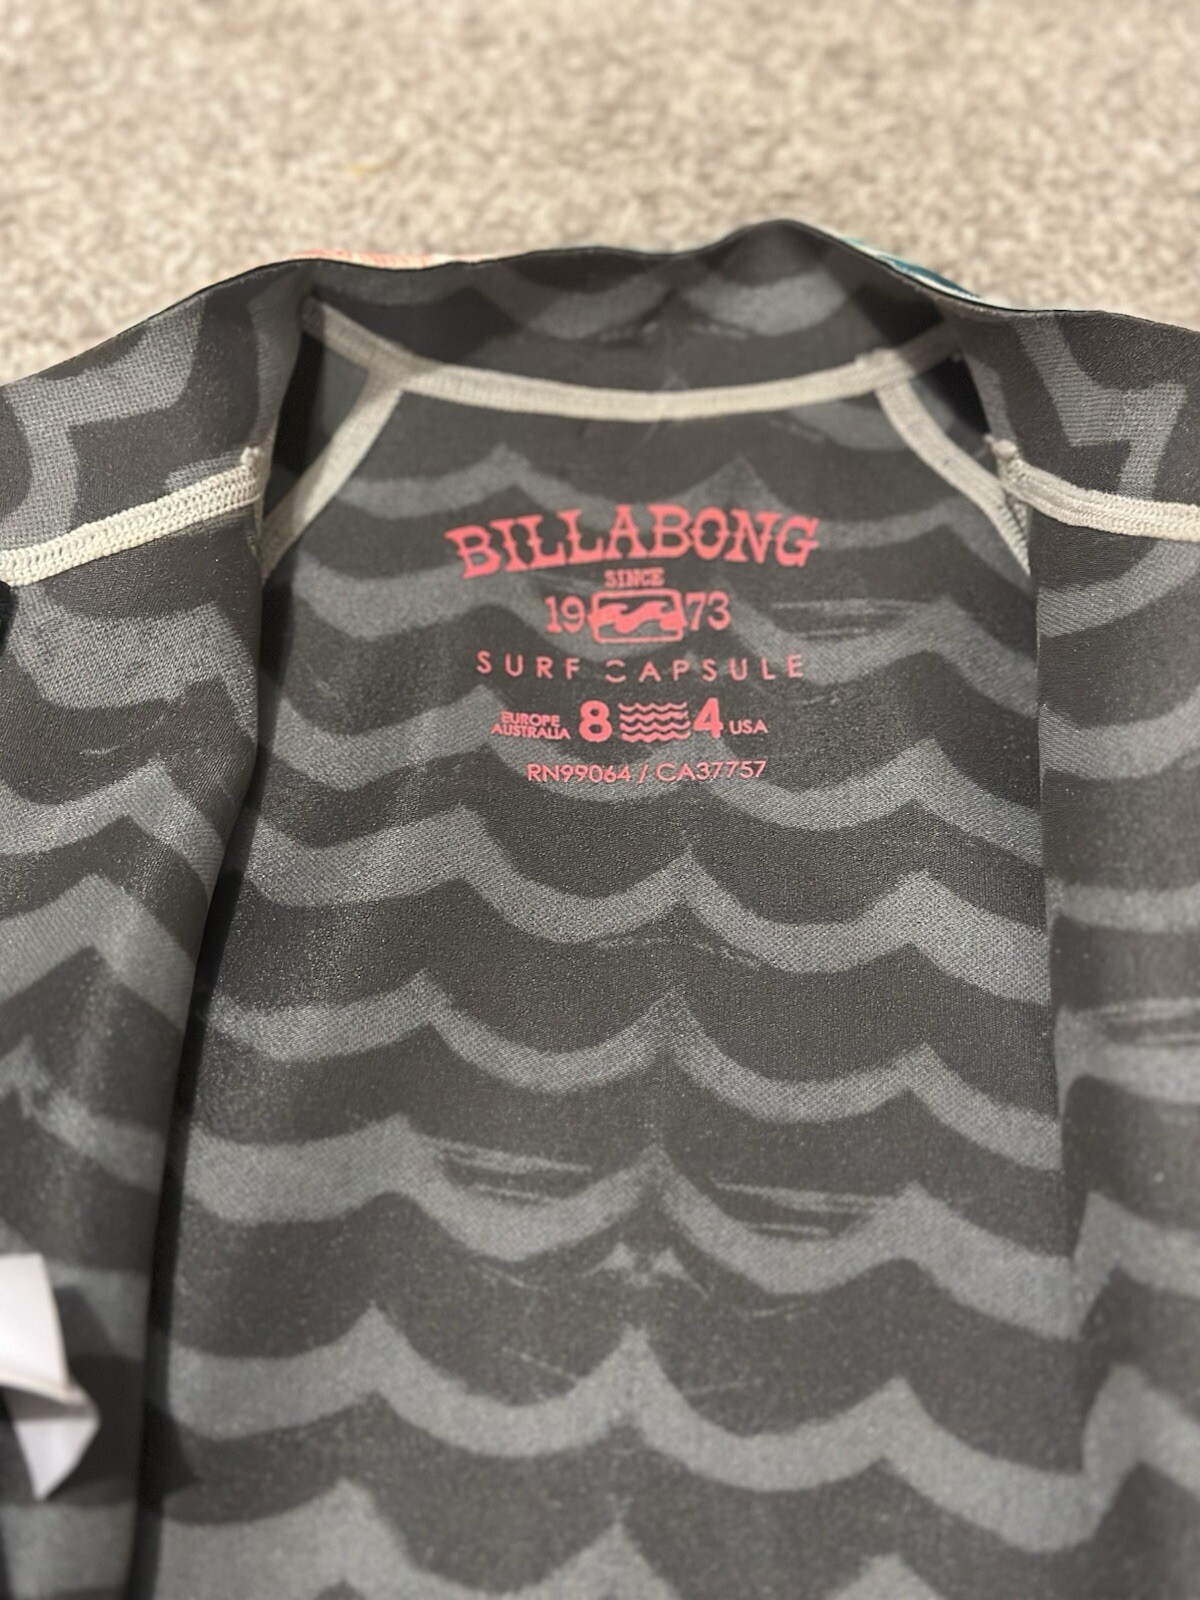 BILLABONG
SINCE
19 73
SURF CAPSULE
EUROPE AUSTRALIA 8 4 USA
RN99064 / CA37757